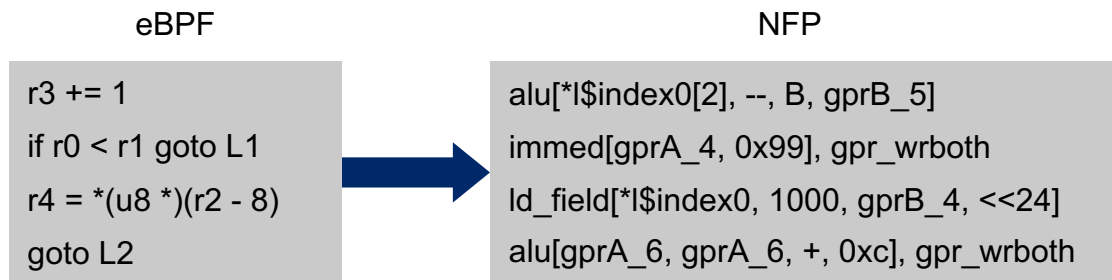 eBPF
NFP
r3 += 1
if r0 < r1 goto L1
r4 = *(u8 *)(r2 - 8)
goto L2
alu[*l$index0[2], --, B, gprB_5]
immed[gprA_4, 0x99], gpr_wrboth
ld_field[*l$index0, 1000, gprB_4, <<24]
alu[gprA_6, gprA_6, +, 0xc], gpr_wrboth